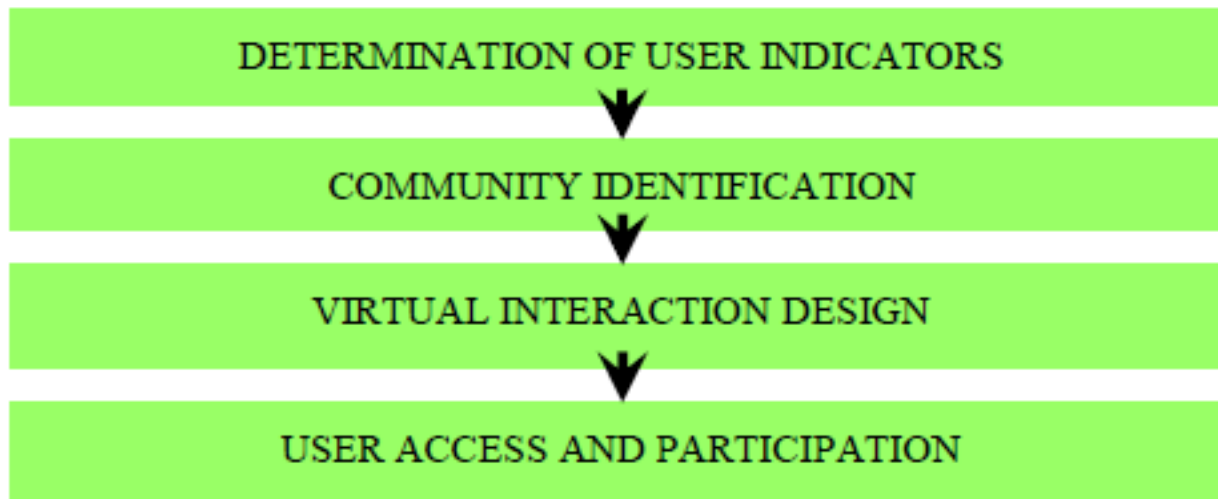 DETERMINATION OF USER INDICATORS
COMMUNITY IDENTIFICATION
VIRTUAL INTERACTION DESIGN
USER ACCESS AND PARTICIPATION